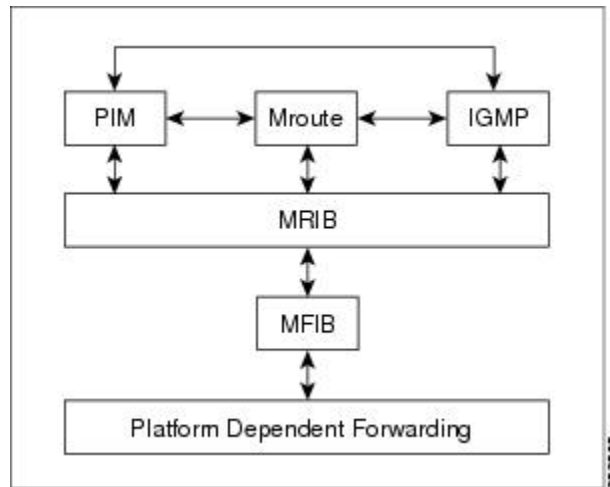 PIM
Mroute
IGMP
MRIB
MFIB
Platform Dependent Forwarding